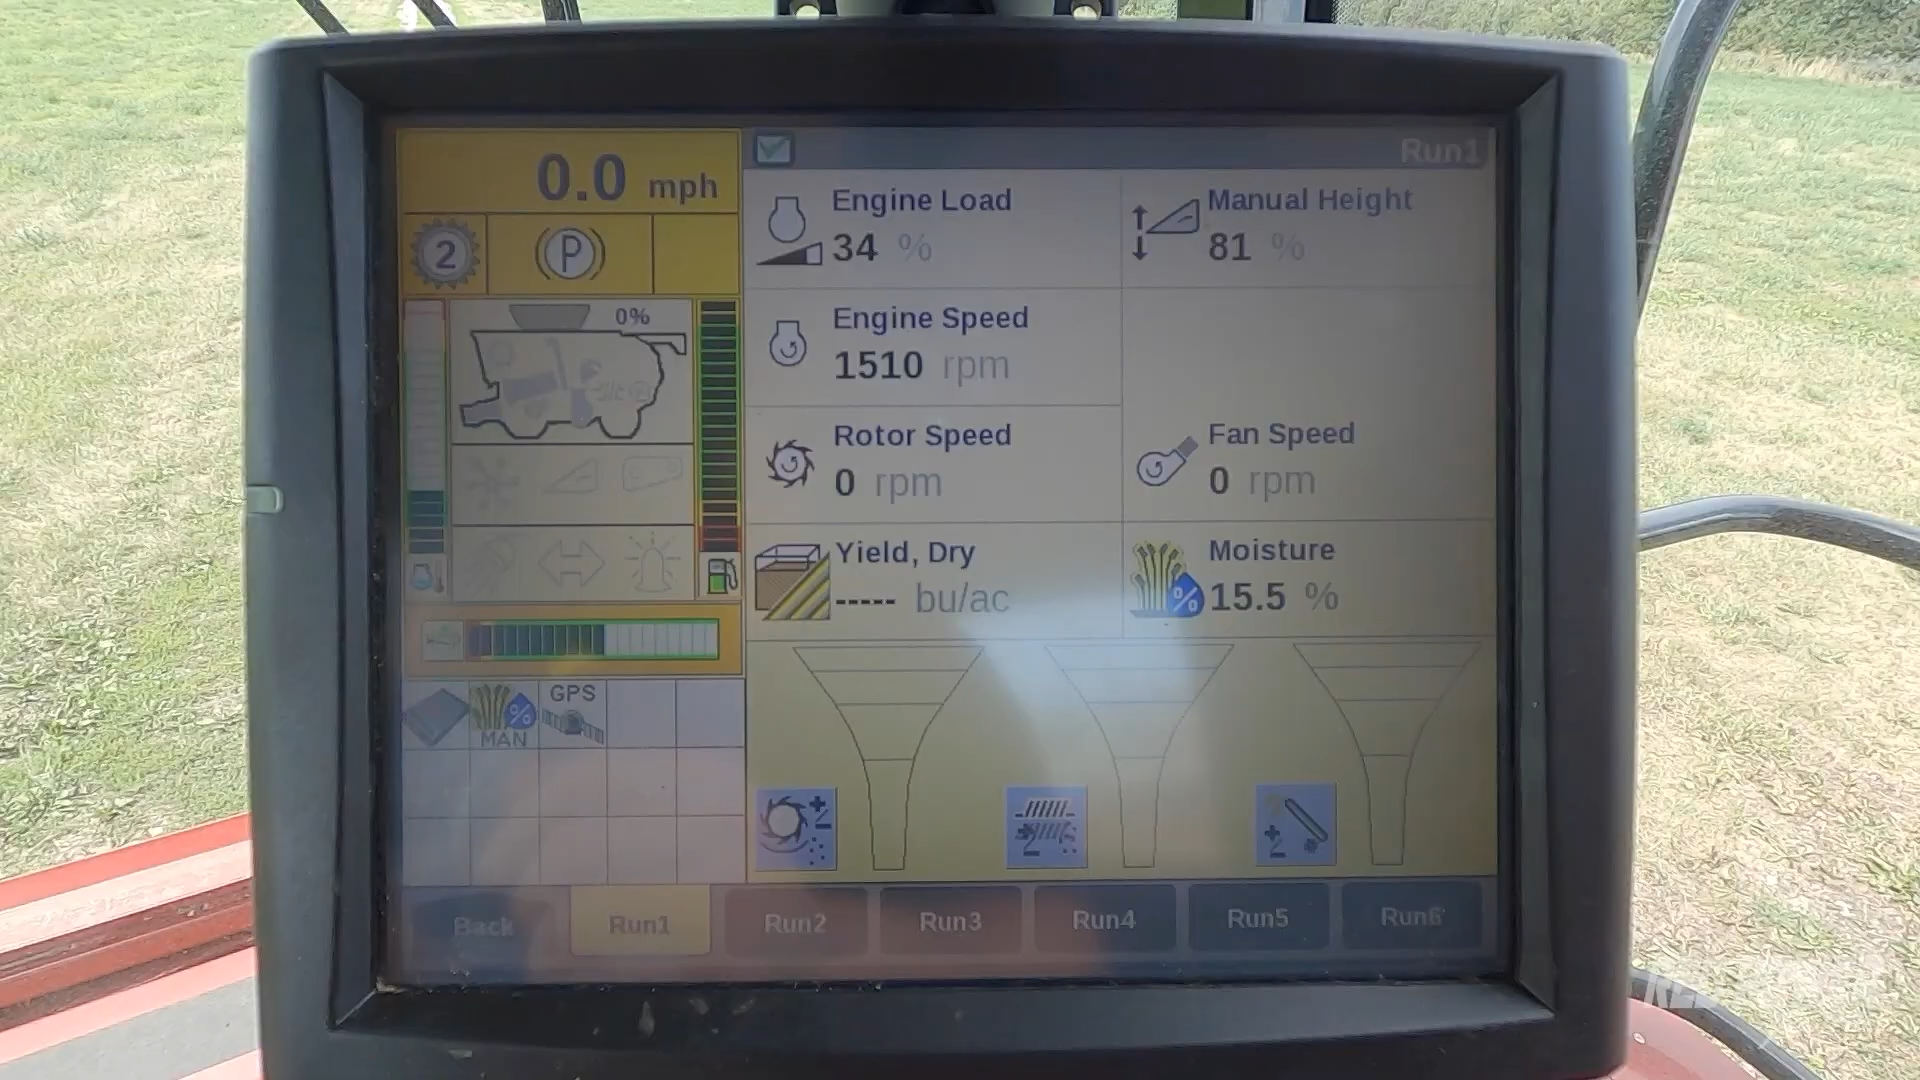 0.0 mph
Run1
2
P
Engine Load
34 %
Manual Height
81 %
0%
Engine Speed
1510 rpm
Rotor Speed
0 rpm
Fan Speed
0 rpm
Yield, Dry
----- bu/ac
Moisture
%
15.5 %
GPS
%
MAN
Back
Run1
Run2
Run3
Run4
Run5
Run6